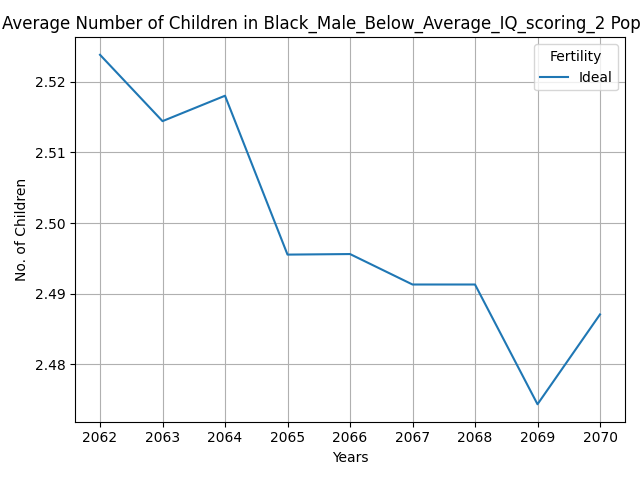 Average Number of Children in Black_Male_Below_Average_IQ_scoring_2 Pop
Fertility
Ideal
2.52
2.51
2.50
2.49
2.48
No. of Children
2062 2063 2064 2065 2066 2067 2068 2069 2070
Years